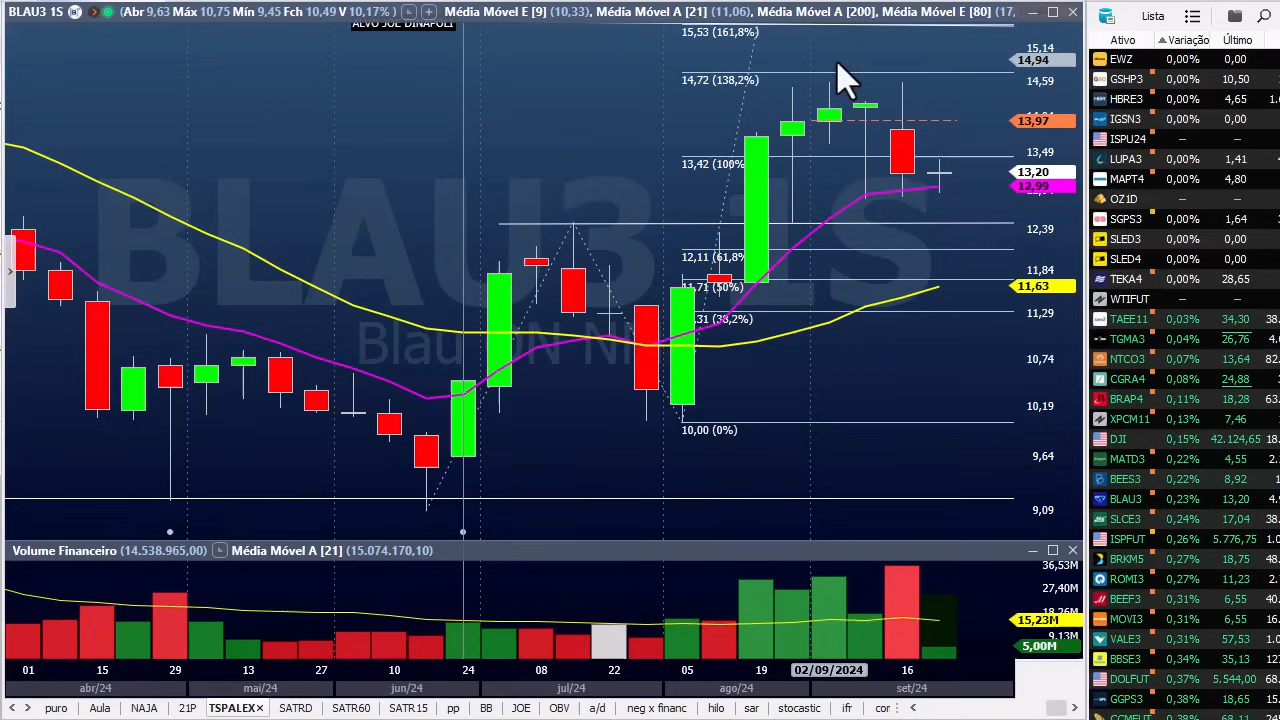 BLAU3 1S (Abr 9,63 Máx 10,75 Mín 9,45 Fch 10,49 V 10,17%) Média Móvel E [9] (10,33), Média Móvel A [21] (11,06), Média Móvel A [200], Média Móvel E [80] (17,
ALVO JOE DINAPOLI
15,53 (161,8%)
14,72 (138,2%)
13,42 (100%)
12,11 (61,8%)
11,71 (50%)
10,00 (0%)
15,14
14,94
14,59
13,97
13,49
13,20
12,99
12,39
11,84
11,63
11,29
10,74
10,19
9,64
9,09
BLAU3 1S
Blau ON NM
Volume Financeiro (14.538.965,00) Média Móvel A [21] (15.074.170,10)
36,53M
27,40M
18,26M
15,23M
9,13M
5,00M
01 15 29 13 27 24 08 22 05 19 02/09/2024 16
abr/24 mai/24 jun/24 jul/24 ago/24 set/24
puro Aula NAJA 21P TSPALEX× SATRD SATR60 RSL pp BB JOE OBV a/d neg x financ hilo sar stocastic ifr
Lista
Ativo Variação Último
EWZ 0,00% 0,00
GSHP3 0,00% 10,50
HBRE3 0,00% 4,65
IGSN3 0,00% 0,00
ISPU24 – –
LUPA3 0,00% 1,41
MAPT4 0,00% 4,80
OZ1D – –
SGPS3 0,00% 1,64
SLED3 0,00% 0,00
SLED4 0,00% 0,00
TEKA4 0,00% 28,65
WTIFUT – –
TAEE11 0,03% 34,30
TGMA3 0,04% 26,76
NTCO3 0,07% 13,64
CGRA4 0,08% 24,88
BRAP4 0,11% 18,28
XPCM11 0,13% 7,46
DJI 0,15% 42.124,65
MATD3 0,22% 4,55
BEES3 0,22% 8,92
BLAU3 0,23% 13,20
SLCE3 0,24% 17,04
ISPFUT 0,25% 5.776,75
BRKM5 0,27% 18,75
ROMI3 0,27% 11,23
BEEF3 0,31% 6,55
MOVI3 0,31% 6,55
VALE3 0,31% 57,53
BBSE3 0,34% 35,13
DOLFUT 0,37% 5.544,00
GGPS3 0,38% 18,65